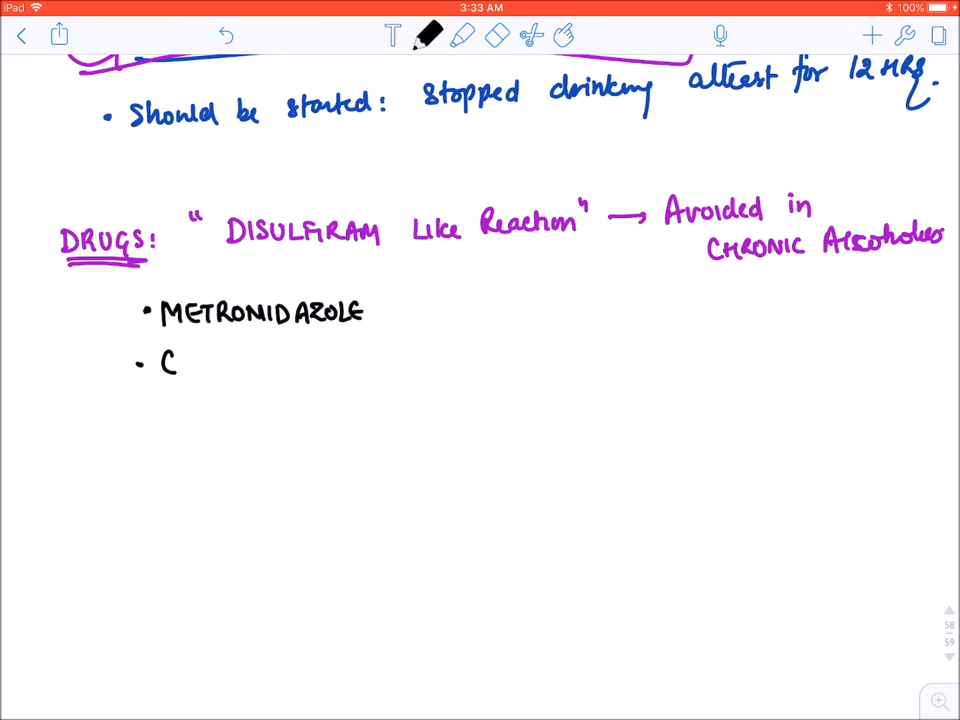 iPad 3:33 AM 100%
T
• Should be started: stopped drinking atleast for 12 HRS.
DRUGS: "DISULFIRAM Like Reaction" → Avoided in
CHRONIC Alcoholics
• METRONIDAZOLE
• C
58
59